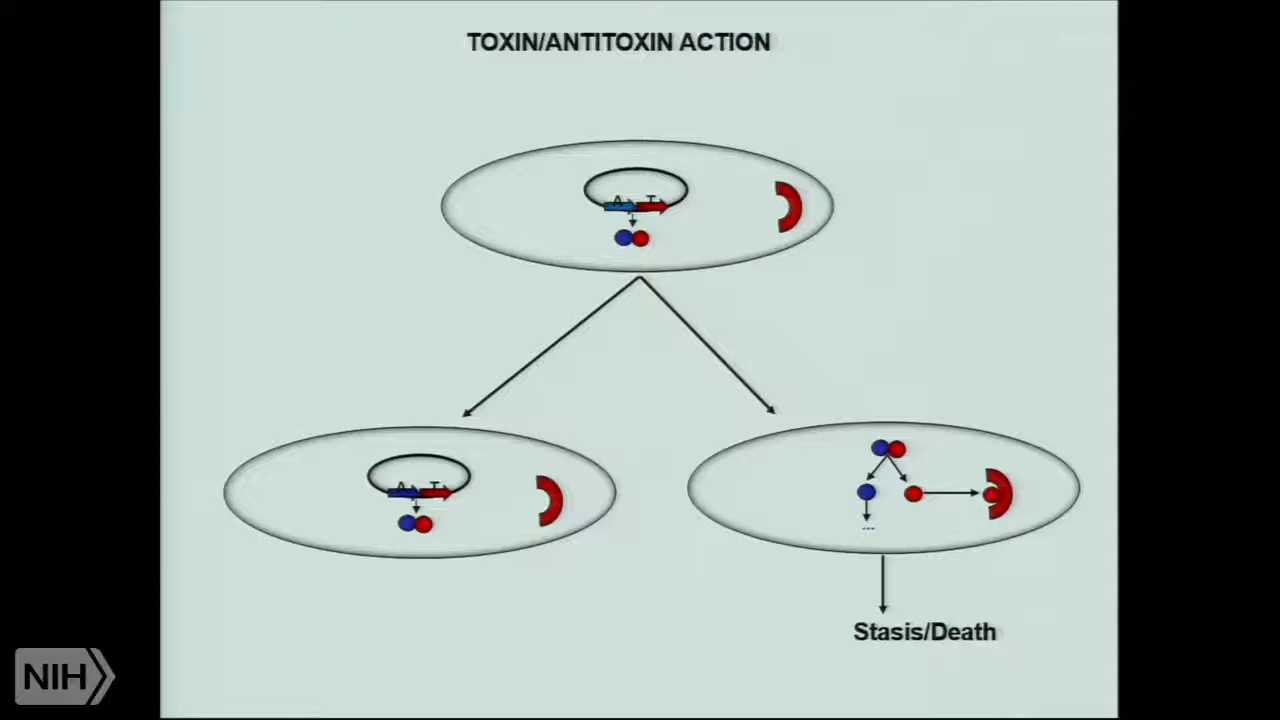 TOXIN/ANTITOXIN ACTION
A T
A T
Stasis/Death
NIH